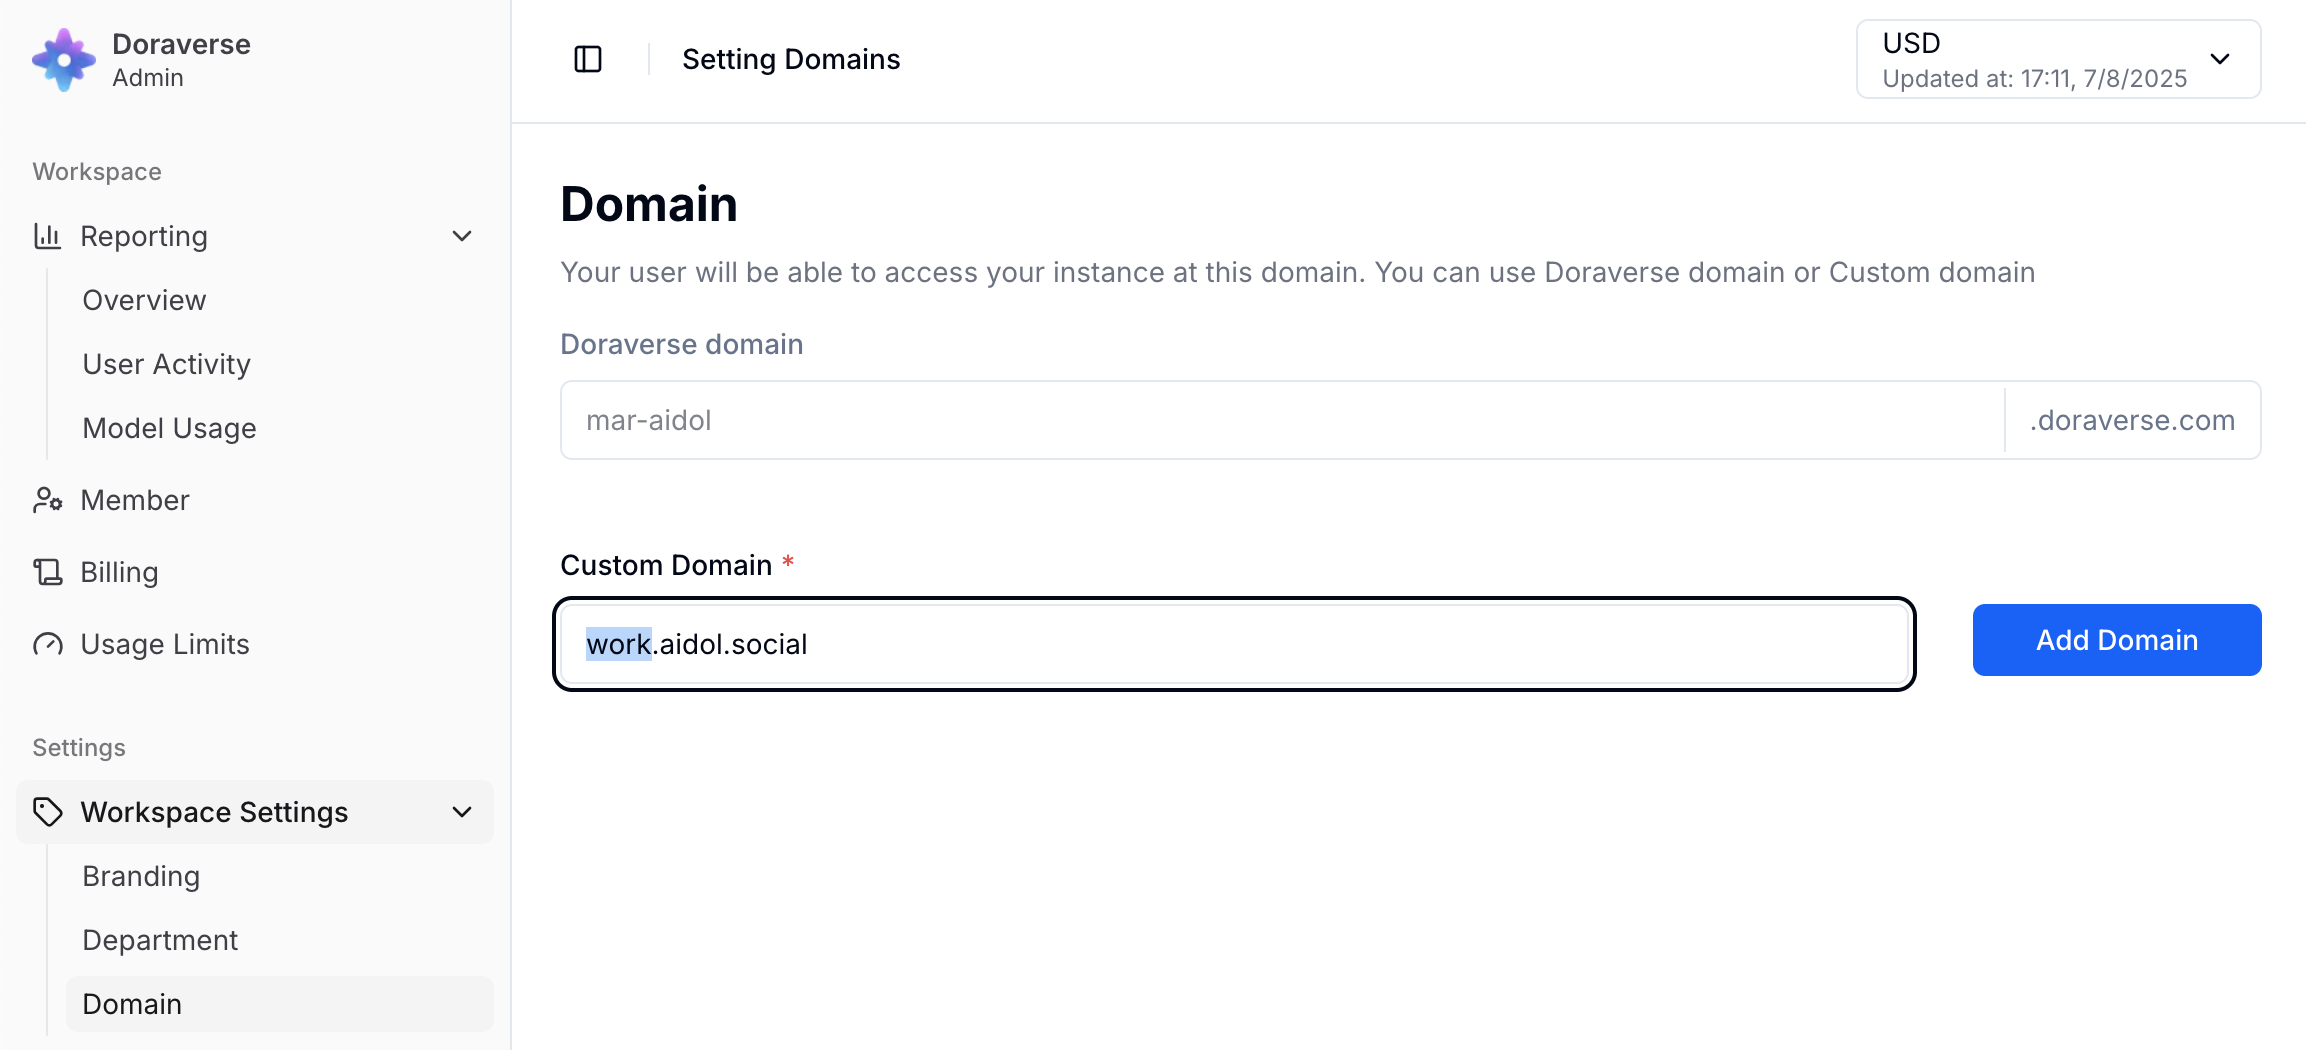 Doraverse
Admin
Workspace
Reporting
Overview
User Activity
Model Usage
Member
Billing
Usage Limits
Settings
Workspace Settings
Branding
Department
Domain
Setting Domains
USD
Updated at: 17:11, 7/8/2025
Domain
Your user will be able to access your instance at this domain. You can use Doraverse domain or Custom domain
Doraverse domain
mar-aidol .doraverse.com
Custom Domain *
work.aidol.social Add Domain